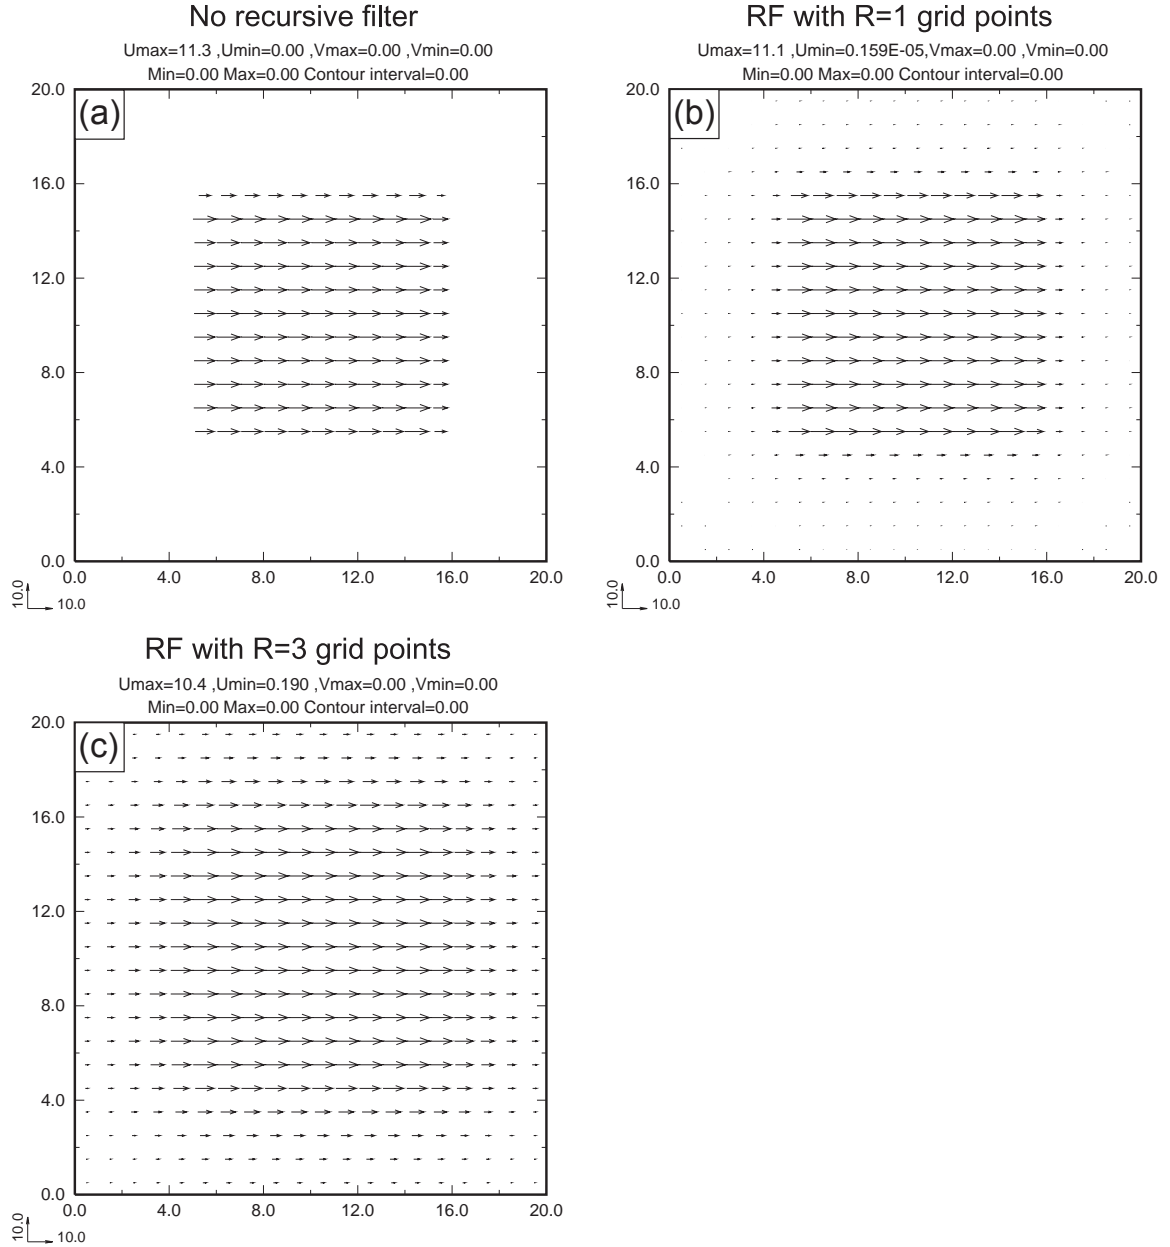 No recursive filter
Umax=11.3 ,Umin=0.00 ,Vmax=0.00 ,Vmin=0.00
Min=0.00 Max=0.00 Contour interval=0.00
(a)
20.0
16.0
12.0
8.0
4.0
0.0
0.0 4.0 8.0 12.0 16.0 20.0
10.0
10.0
RF with R=1 grid points
Umax=11.1 ,Umin=0.159E-05,Vmax=0.00 ,Vmin=0.00
Min=0.00 Max=0.00 Contour interval=0.00
(b)
20.0
16.0
12.0
8.0
4.0
0.0
0.0 4.0 8.0 12.0 16.0 20.0
10.0
10.0
RF with R=3 grid points
Umax=10.4 ,Umin=0.190 ,Vmax=0.00 ,Vmin=0.00
Min=0.00 Max=0.00 Contour interval=0.00
(c)
20.0
16.0
12.0
8.0
4.0
0.0
0.0 4.0 8.0 12.0 16.0 20.0
10.0
10.0